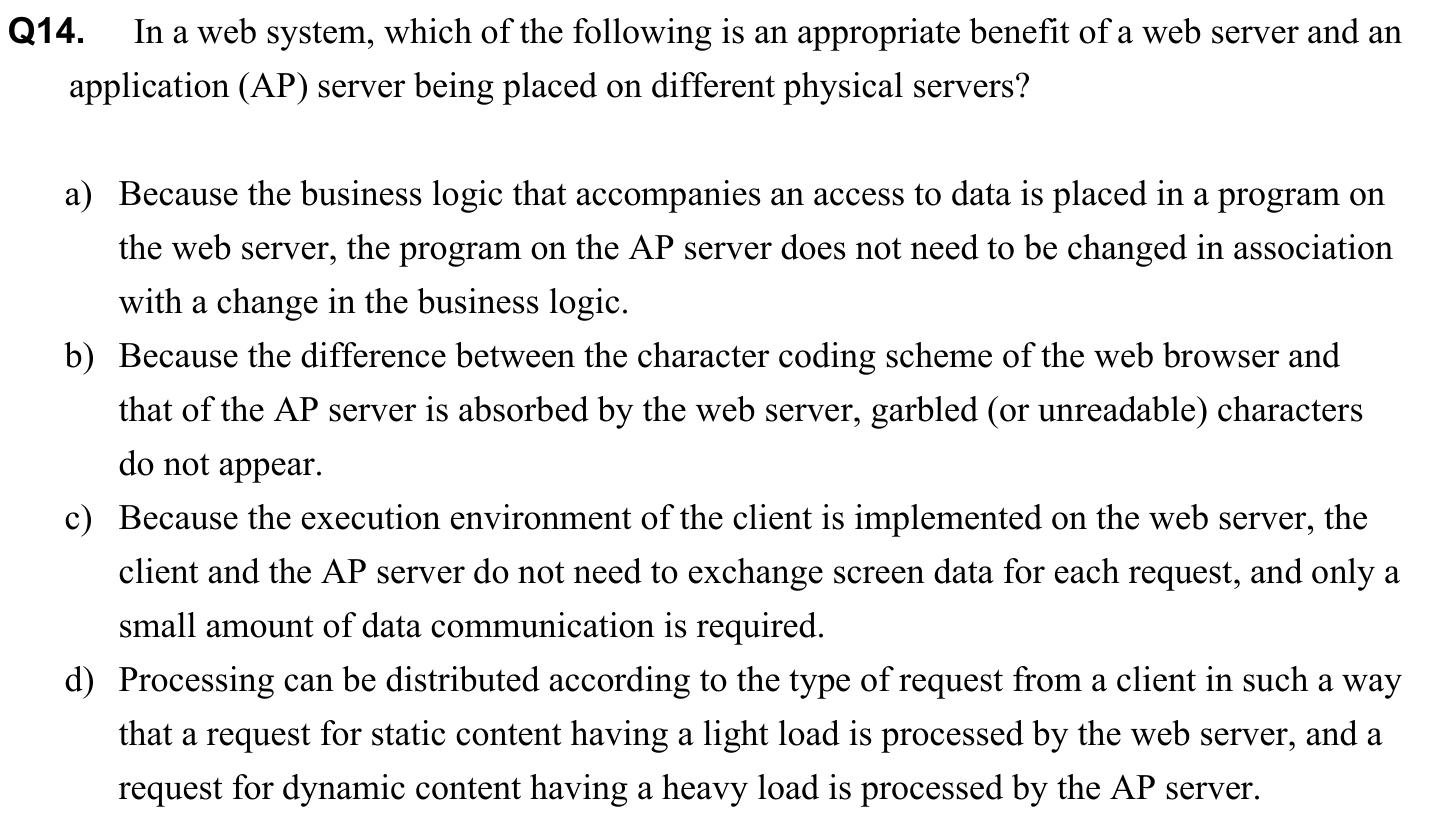 Q14. In a web system, which of the following is an appropriate benefit of a web server and an
application (AP) server being placed on different physical servers?
a) Because the business logic that accompanies an access to data is placed in a program on
the web server, the program on the AP server does not need to be changed in association
with a change in the business logic.
b) Because the difference between the character coding scheme of the web browser and
that of the AP server is absorbed by the web server, garbled (or unreadable) characters
do not appear.
c) Because the execution environment of the client is implemented on the web server, the
client and the AP server do not need to exchange screen data for each request, and only a
small amount of data communication is required.
d) Processing can be distributed according to the type of request from a client in such a way
that a request for static content having a light load is processed by the web server, and a
request for dynamic content having a heavy load is processed by the AP server.